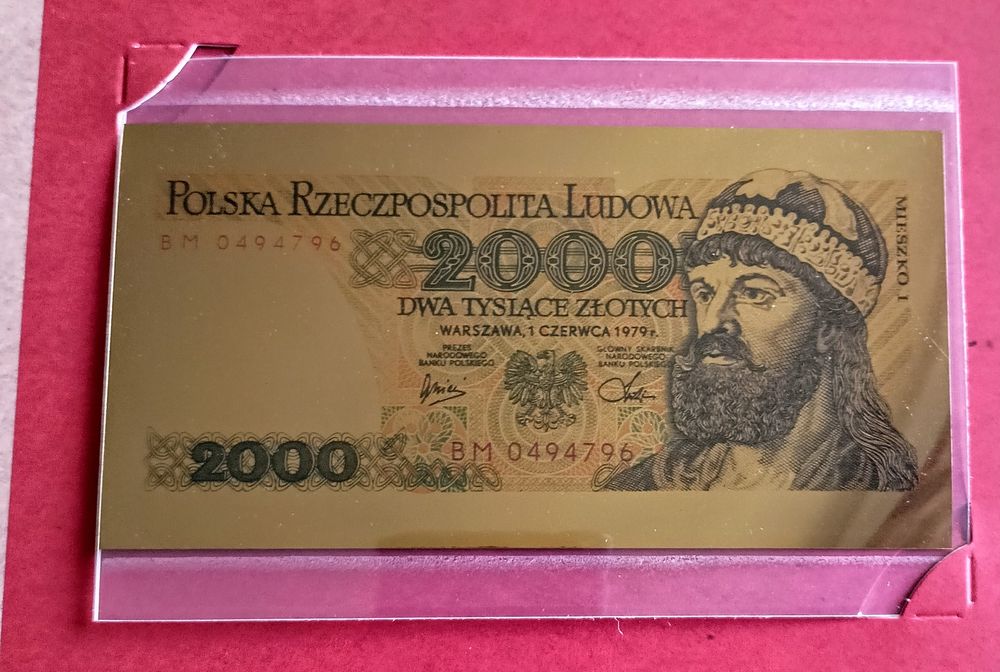 POLSKA RZECZPOSPOLITA LUDOWA
BM 0494796
2000
DWA TYSIĄCE ZŁOTYCH
WARSZAWA, 1 CZERWCA 1979 r.
PREZES
NARODOWEGO
BANKU POLSKIEGO
GŁÓWNY SKARBNIK
NARODOWEGO
BANKU POLSKIEGO
BM 0494796
2000
MIESZKO I